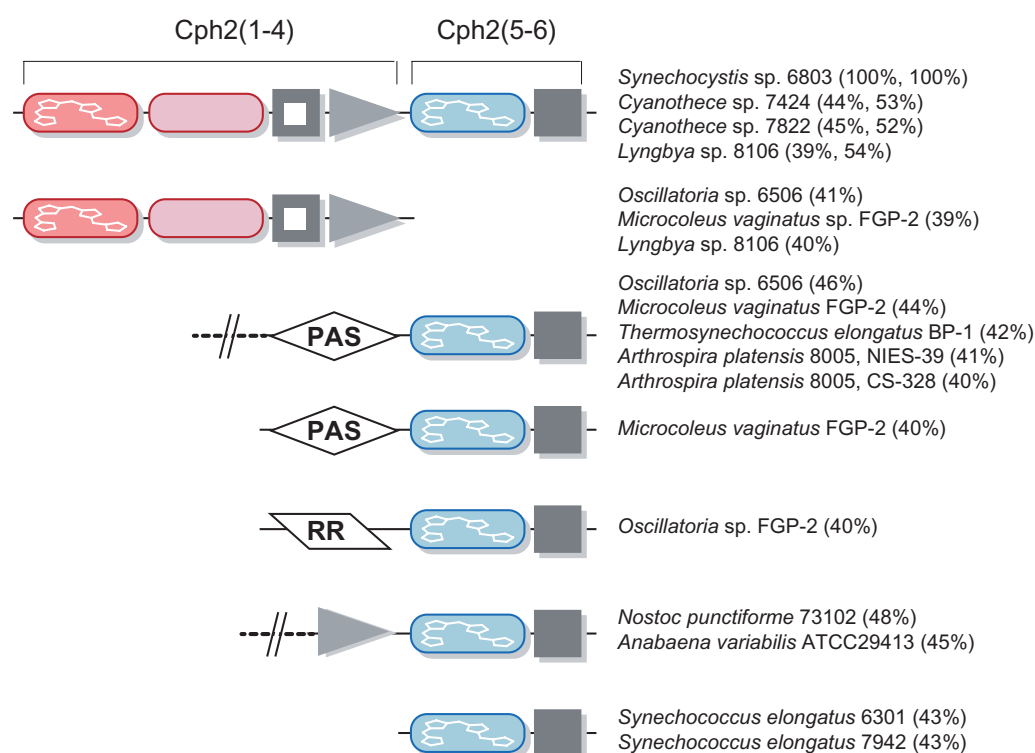 Cph2(1-4) Cph2(5-6)
Synechocystis sp. 6803 (100%, 100%)
Cyanothece sp. 7424 (44%, 53%)
Cyanothece sp. 7822 (45%, 52%)
Lyngbya sp. 8106 (39%, 54%)
Oscillatoria sp. 6506 (41%)
Microcoleus vaginatus sp. FGP-2 (39%)
Lyngbya sp. 8106 (40%)
PAS
Oscillatoria sp. 6506 (46%)
Microcoleus vaginatus FGP-2 (44%)
Thermosynechococcus elongatus BP-1 (42%)
Arthrospira platensis 8005, NIES-39 (41%)
Arthrospira platensis 8005, CS-328 (40%)
PAS
Microcoleus vaginatus FGP-2 (40%)
RR
Oscillatoria sp. FGP-2 (40%)
Nostoc punctiforme 73102 (48%)
Anabaena variabilis ATCC29413 (45%)
Synechococcus elongatus 6301 (43%)
Synechococcus elongatus 7942 (43%)